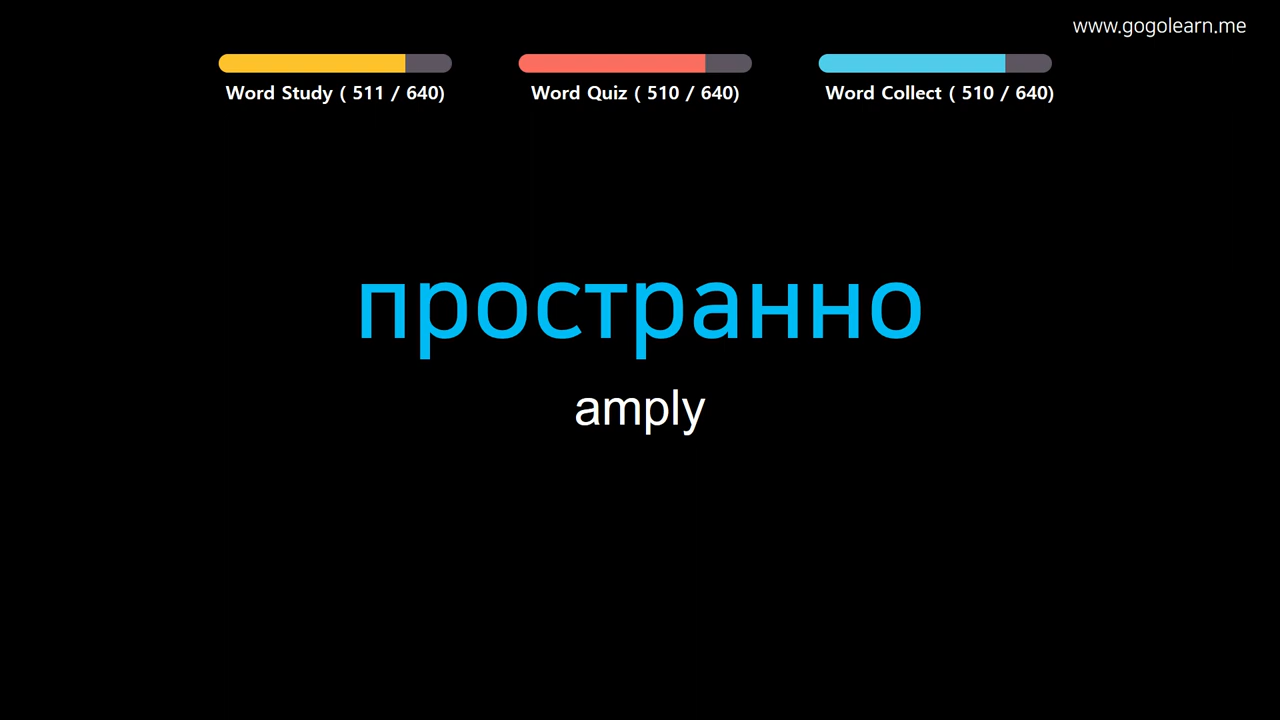 www.gogolearn.me
Word Study ( 511 / 640)
Word Quiz ( 510 / 640)
Word Collect ( 510 / 640)
пространно
amply